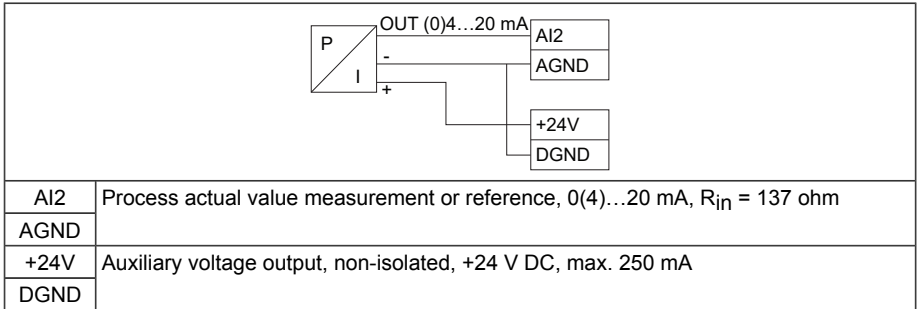 OUT (0)4…20 mA
P
I
-
+
AI2
AGND
+24V
DGND
AI2 Process actual value measurement or reference, 0(4)…20 mA, Rin = 137 ohm
AGND
+24V Auxiliary voltage output, non-isolated, +24 V DC, max. 250 mA
DGND